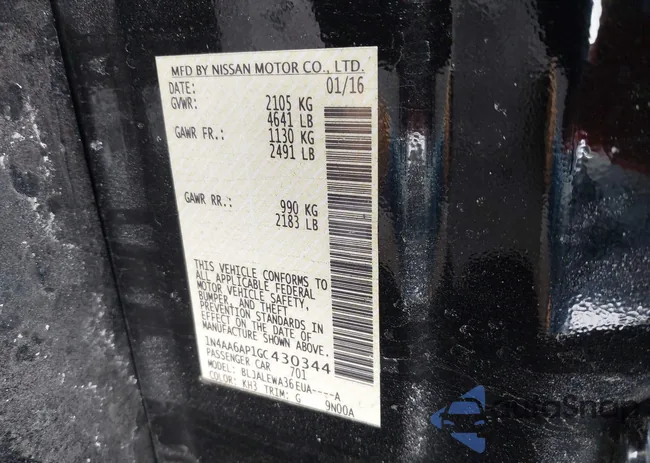 MFD BY NISSAN MOTOR CO., LTD.
DATE: 01/16
GVWR: 2105 KG
4641 LB
GAWR FR.: 1130 KG
2491 LB
GAWR RR.: 990 KG
2183 LB
THIS VEHICLE CONFORMS TO
ALL APPLICABLE FEDERAL
MOTOR VEHICLE SAFETY,
BUMPER, AND THEFT
PREVENTION STANDARDS IN
EFFECT ON THE DATE OF
MANUFACTURE SHOWN ABOVE.
1N4AA6AP1GC430344
PASSENGER CAR 701
MODEL: BLJALEWA36EUA----A
COLOR: KH3 TRIM: G 9N00A
AutoSnap